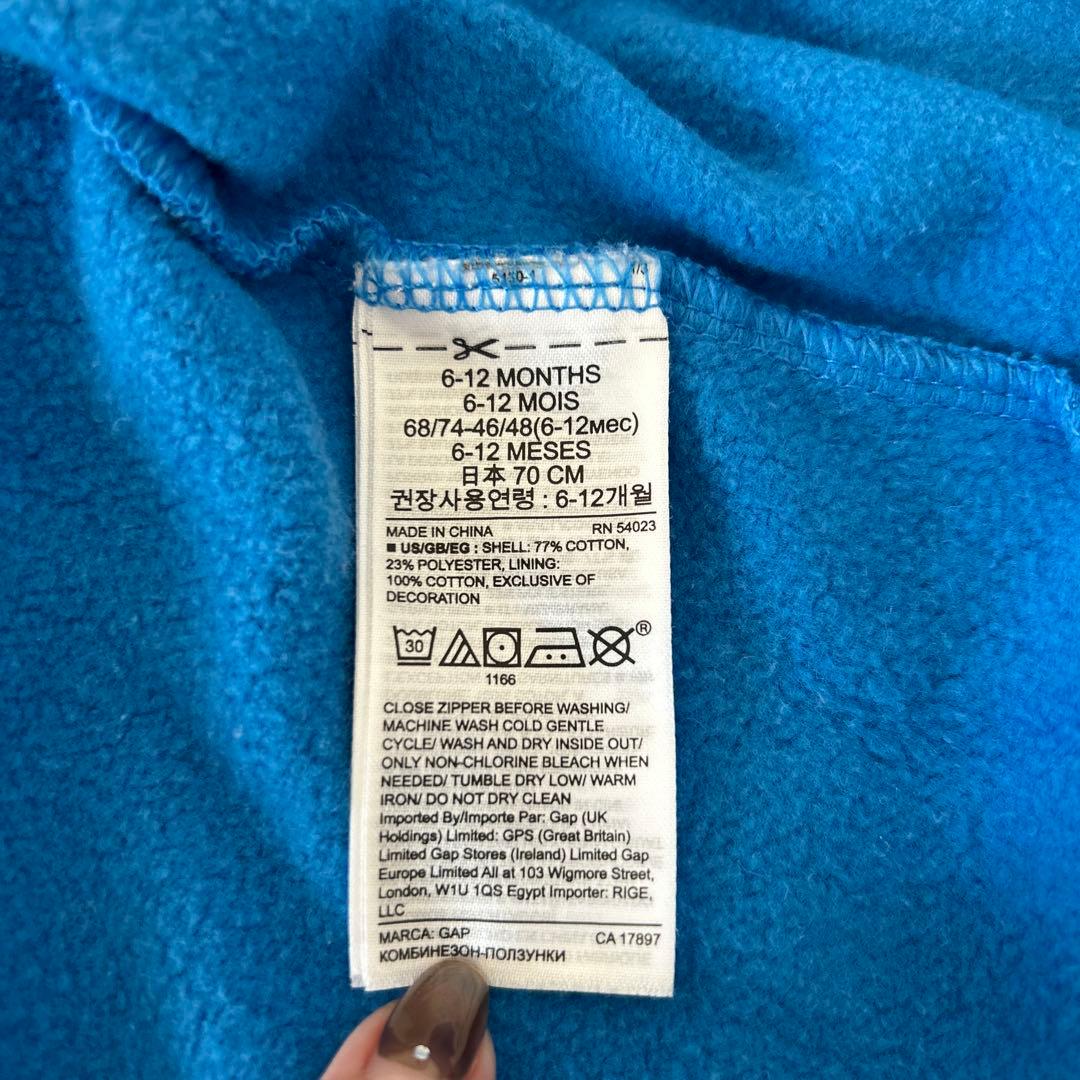 6-12 MONTHS
6-12 MOIS
68/74-46/48(6-12мес)
6-12 MESES
日本 70 CM
권장사용연령 : 6-12개월
MADE IN CHINA RN 54023
■ US/GB/EG : SHELL: 77% COTTON,
23% POLYESTER, LINING:
100% COTTON, EXCLUSIVE OF
DECORATION
30 ®
1166
CLOSE ZIPPER BEFORE WASHING/
MACHINE WASH COLD GENTLE
CYCLE/ WASH AND DRY INSIDE OUT/
ONLY NON-CHLORINE BLEACH WHEN
NEEDED/ TUMBLE DRY LOW/ WARM
IRON/ DO NOT DRY CLEAN
Imported By/Importe Par: Gap (UK
Holdings) Limited: GPS (Great Britain)
Limited Gap Stores (Ireland) Limited Gap
Europe Limited All at 103 Wigmore Street,
London, W1U 1QS Egypt Importer: RIGE,
LLC
MARCA: GAP CA 17897
КОМБИНЕЗОН-ПОЛЗУНКИ